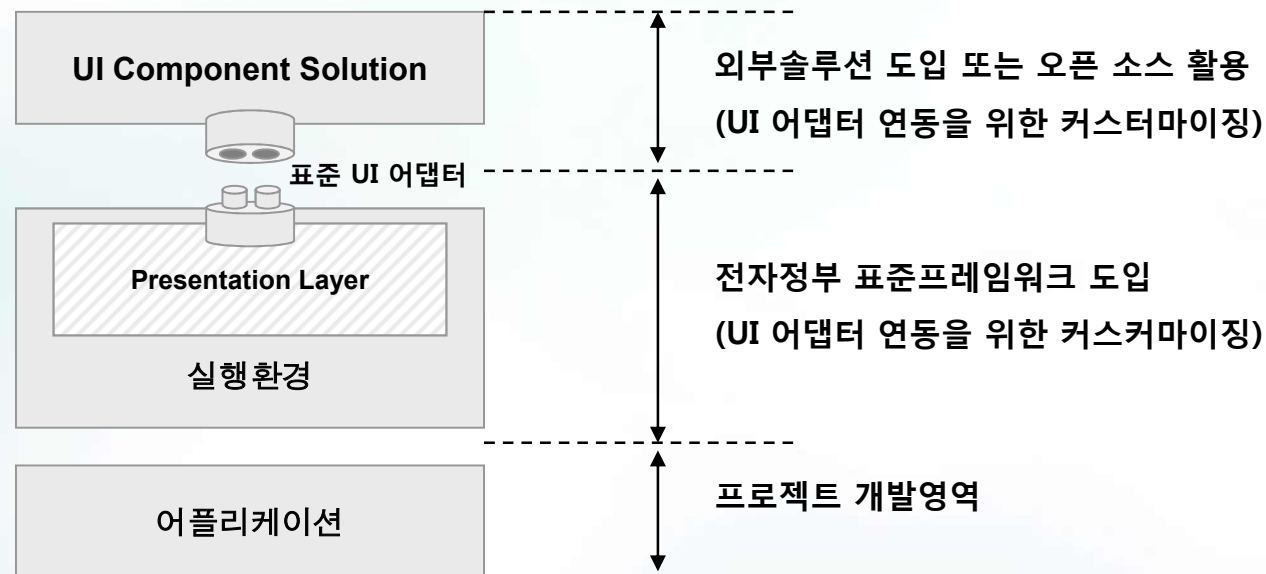 UI Component Solution
외부솔루션 도입 또는 오픈 소스 활용
(UI 어댑터 연동을 위한 커스터마이징)
표준 UI 어댑터
Presentation Layer
전자정부 표준프레임워크 도입
(UI 어댑터 연동을 위한 커스커마이징)
실행환경
프로젝트 개발영역
어플리케이션